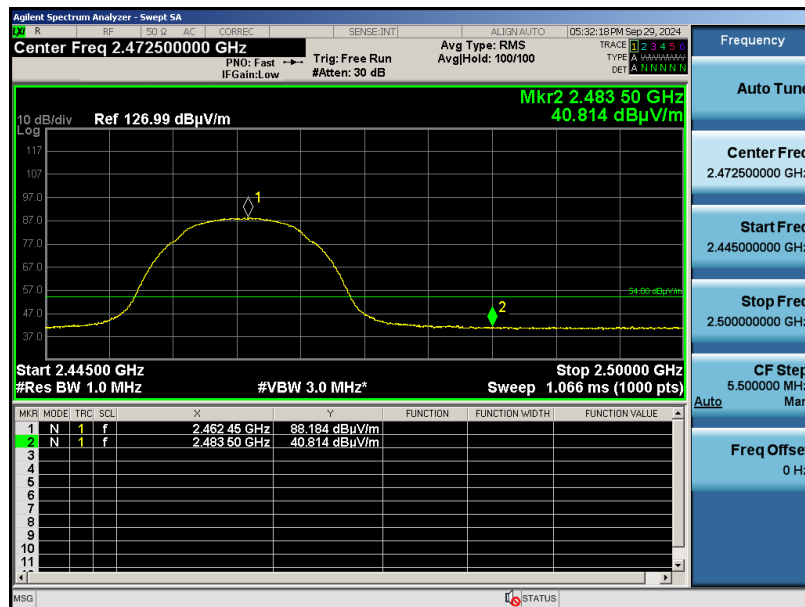 Agilent Spectrum Analyzer - Swept SA
LXI R RF 50 Ω AC CORREC SENSE:INT ALIGN AUTO 05:32:18 PM Sep 29, 2024
Center Freq 2.472500000 GHz
PNO: Fast
IFGain:Low
Trig: Free Run
#Atten: 30 dB
Avg Type: RMS
Avg|Hold: 100/100
TRACE 1 2 3 4 5 6
TYPE A WWWWW
DET A N N N N N
Mkr2 2.483 50 GHz
40.814 dBµV/m
10 dB/div Ref 126.99 dBµV/m
Log
117
107
97.0
87.0
77.0
67.0
57.0
47.0
37.0
1
2
54.00 dBµV/m
Start 2.44500 GHz Stop 2.50000 GHz
#Res BW 1.0 MHz #VBW 3.0 MHz* Sweep 1.066 ms (1000 pts)
MKR MODE TRC SCL X Y FUNCTION FUNCTION WIDTH FUNCTION VALUE
1 N 1 f 2.462 45 GHz 88.184 dBµV/m
2 N 1 f 2.483 50 GHz 40.814 dBµV/m
3
4
5
6
7
8
9
10
11
MSG STATUS
Frequency
Auto Tune
Center Freq
2.472500000 GHz
Start Freq
2.445000000 GHz
Stop Freq
2.500000000 GHz
CF Step
5.500000 MHz
Auto Man
Freq Offset
0 Hz